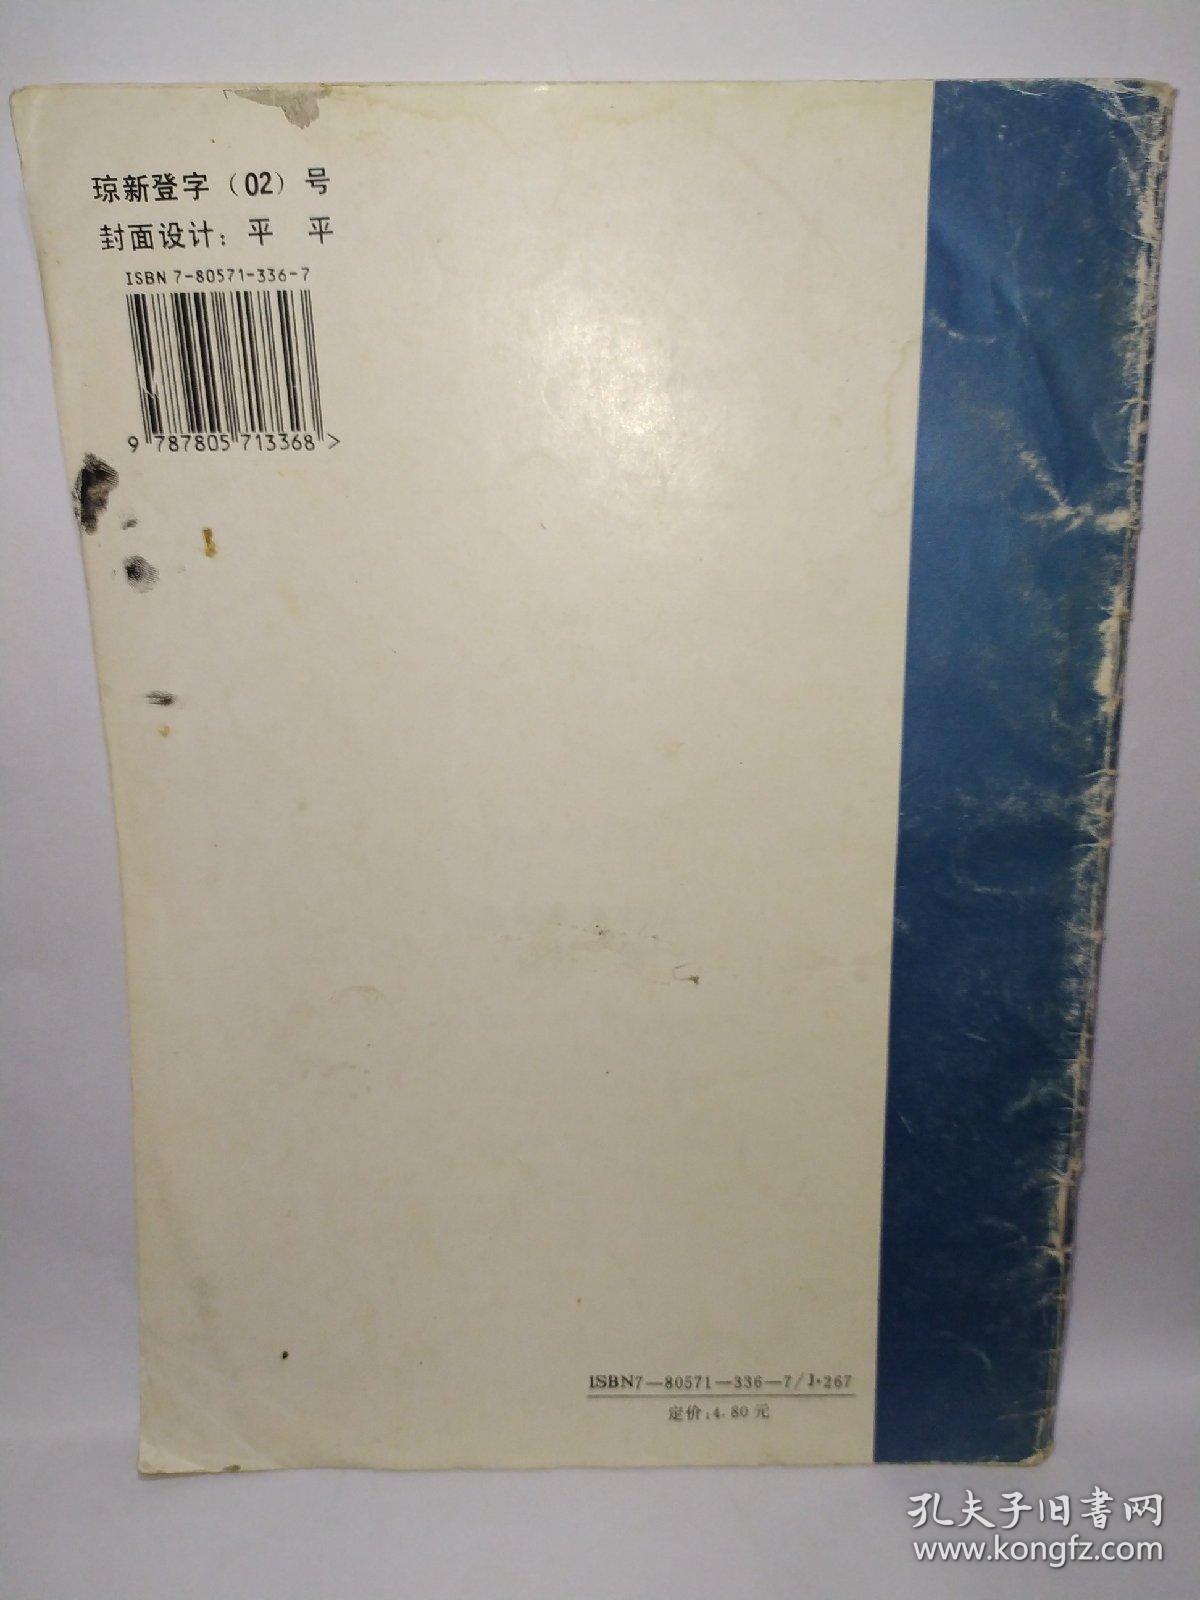 琼新登字（02）号
封面设计：平　平
ISBN 7-80571-336-7
9 787805 713368 >
ISBN7—80571—336—7/J·267
定价:4.80元
孔夫子旧书网
www.kongfz.com